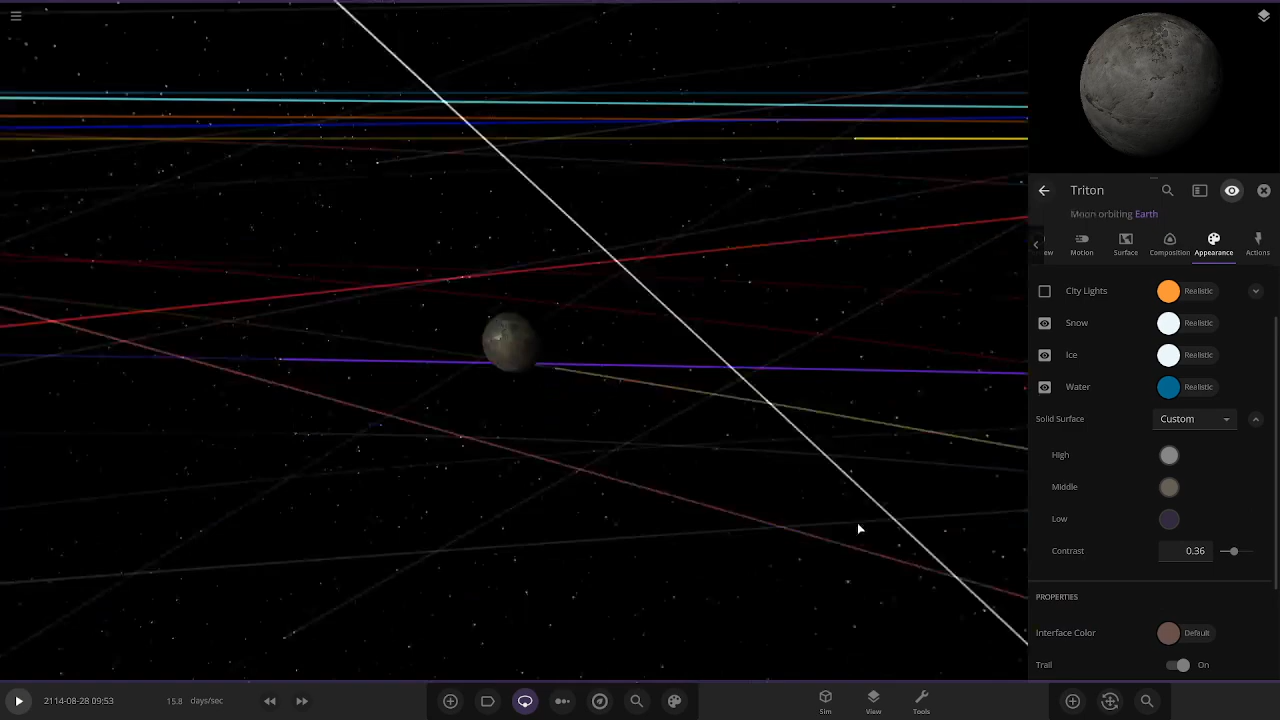 Triton
Moon orbiting Earth
ew
Motion
Surface
Composition
Appearance
Actions
City Lights
Realistic
Snow
Realistic
Ice
Realistic
Water
Realistic
Solid Surface
Custom
High
Middle
Low
Contrast
0.36
PROPERTIES
Interface Color
Default
Trail
On
2114-08-28 09:53
15.8 days/sec
Sim
View
Tools